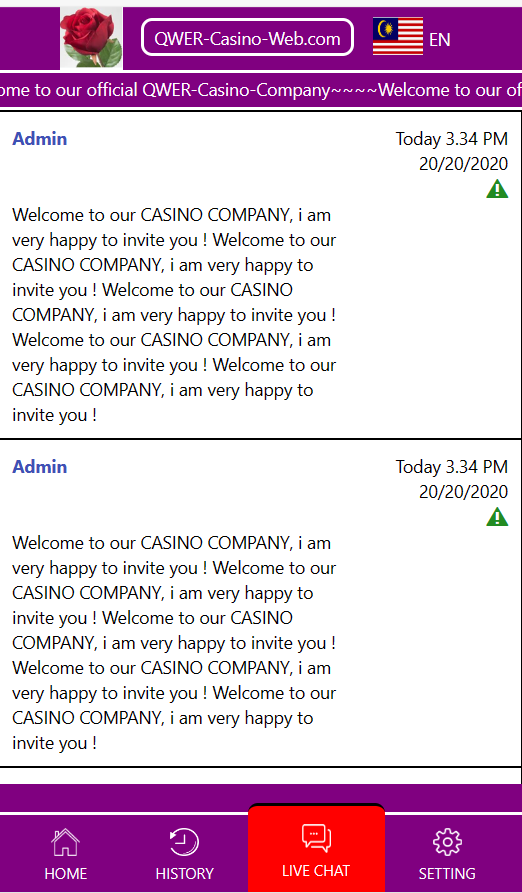 QWER-Casino-Web.com
EN
ome to our official QWER-Casino-Company~~~~Welcome to our of
Admin
Today 3.34 PM
20/20/2020
Welcome to our CASINO COMPANY, i am
very happy to invite you ! Welcome to our
CASINO COMPANY, i am very happy to
invite you ! Welcome to our CASINO
COMPANY, i am very happy to invite you !
Welcome to our CASINO COMPANY, i am
very happy to invite you ! Welcome to our
CASINO COMPANY, i am very happy to
invite you !
Admin
Today 3.34 PM
20/20/2020
Welcome to our CASINO COMPANY, i am
very happy to invite you ! Welcome to our
CASINO COMPANY, i am very happy to
invite you ! Welcome to our CASINO
COMPANY, i am very happy to invite you !
Welcome to our CASINO COMPANY, i am
very happy to invite you ! Welcome to our
CASINO COMPANY, i am very happy to
invite you !
HOME
HISTORY
LIVE CHAT
SETTING